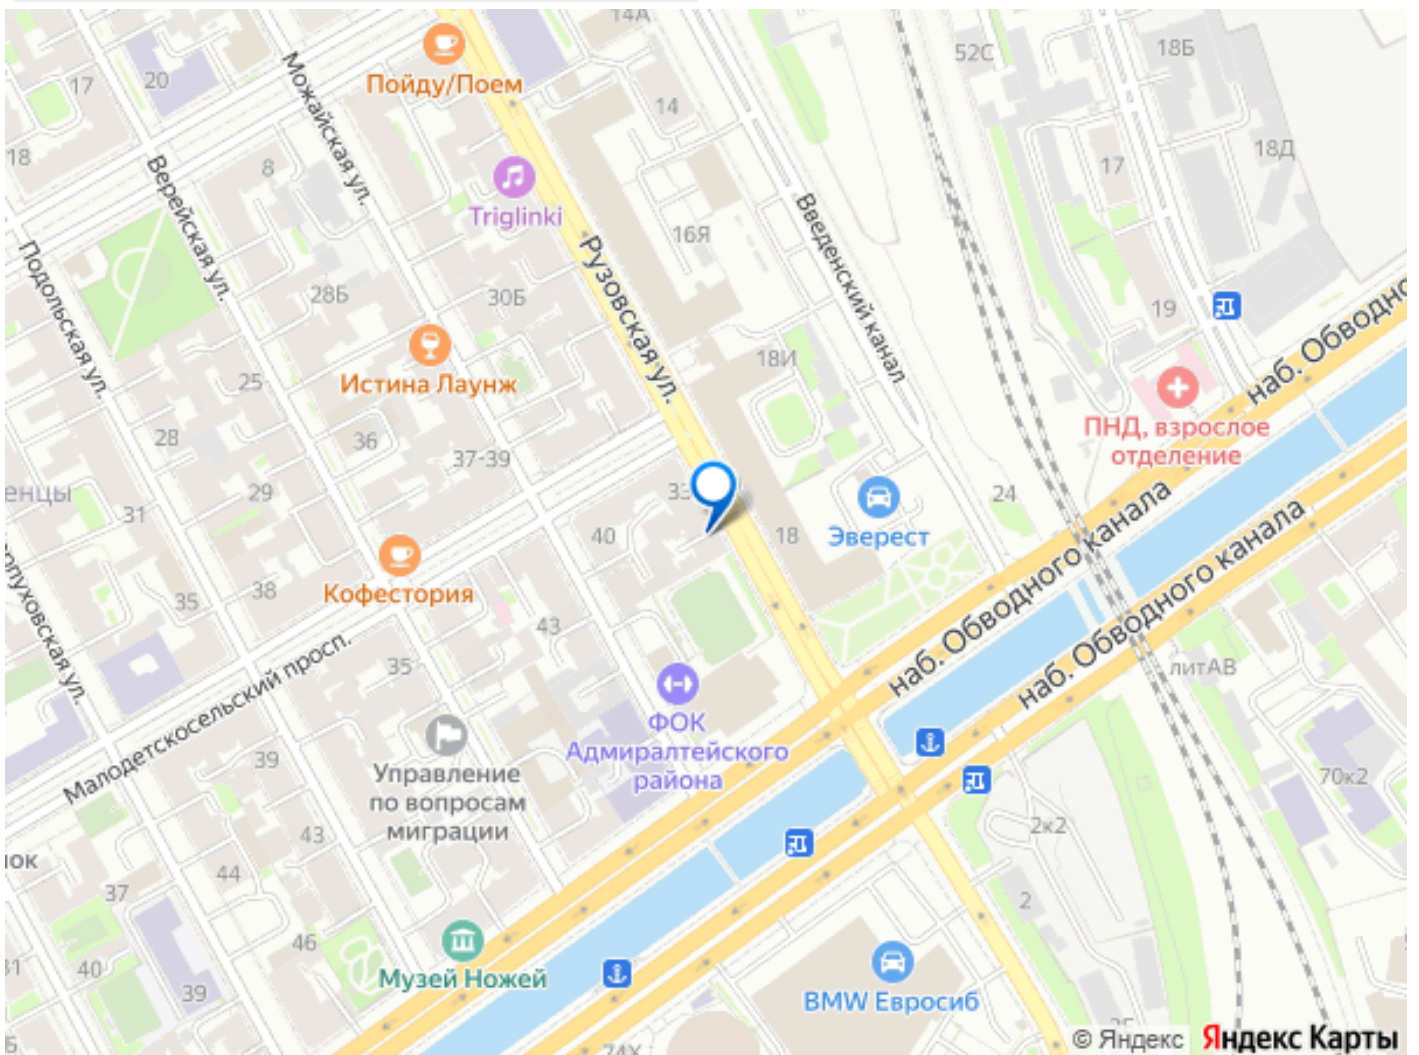 14А
52С
18Б
Пойду/Поем
17
20
14
Можайская ул.
18
8
Верейская ул.
17
18Д
Triglinki
Введенский канал
16Я
Рузовская ул.
Подольская ул.
28Б
30Б
19
наб. Обводно
Истина Лаунж
18И
25
ПНД, взрослое
отделение
28
36
37-39
енцы
29
33
24
31
40
18
Эверест
наб. Обводного канала
Кофестория
38
35
43
наб. Обводного канала
рпуховская ул.
Малодетскосельский просп.
35
литАВ
ФОК
Адмиралтейского
района
39
Управление
по вопросам
миграции
70к2
2к2
43
44
37
2
46
40
39
Музей Ножей
BMW Евросиб
74Х
© Яндекс
Яндекс Карты